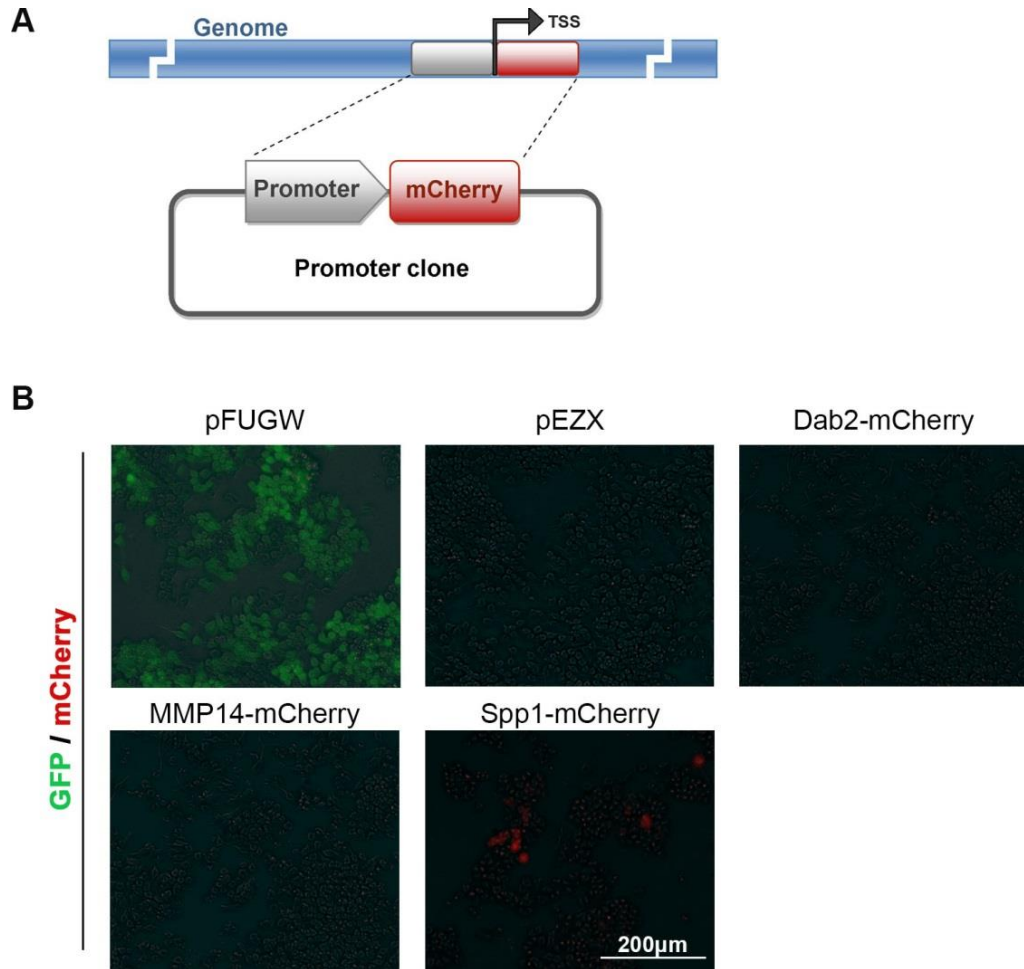 A
Genome
TSS
Promoter
mCherry
Promoter clone
B
pFUGW
pEZX
Dab2-mCherry
GFP / mCherry
MMP14-mCherry
Spp1-mCherry
200µm